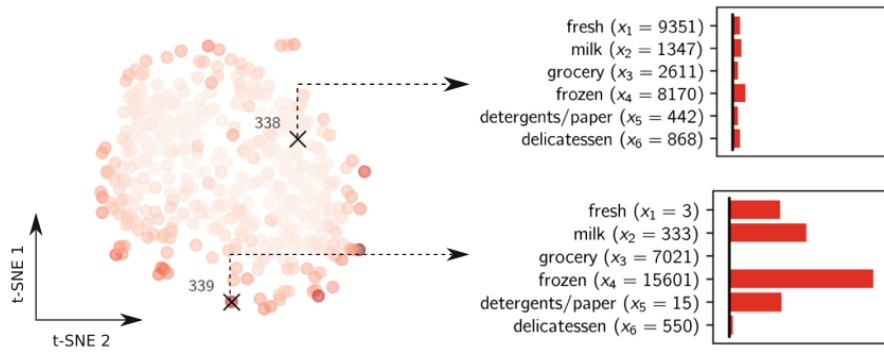 338
fresh (x₁ = 9351)
milk (x₂ = 1347)
grocery (x₃ = 2611)
frozen (x₄ = 8170)
detergents/paper (x₅ = 442)
delicatessen (x₆ = 868)
t-SNE 1
t-SNE 2
339
fresh (x₁ = 3)
milk (x₂ = 333)
grocery (x₃ = 7021)
frozen (x₄ = 15601)
detergents/paper (x₅ = 15)
delicatessen (x₆ = 550)